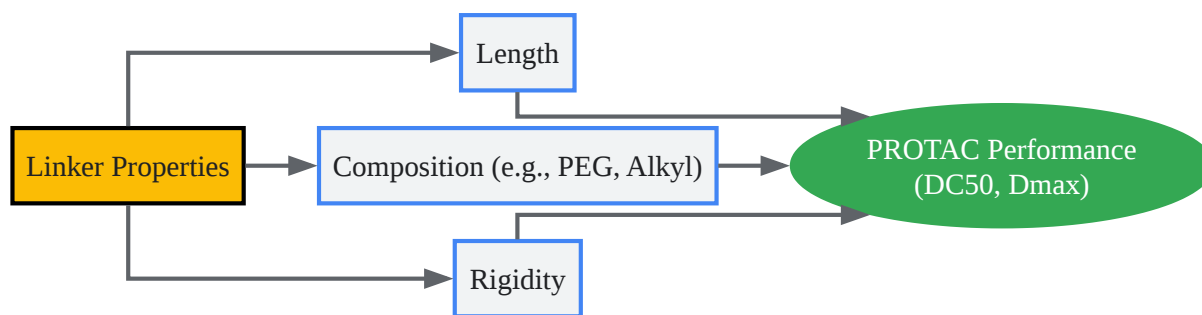 Length
Linker Properties
Composition (e.g., PEG, Alkyl)
PROTAC Performance
(DC50, Dmax)
Rigidity